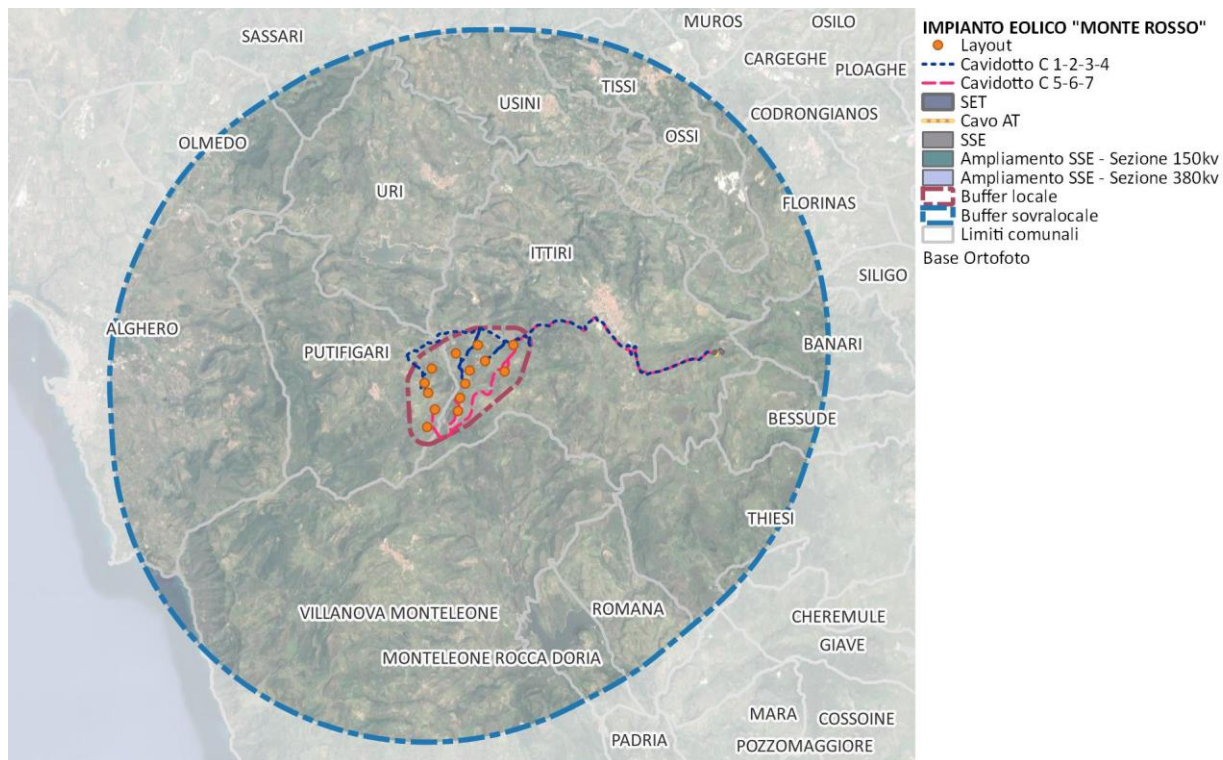 SASSARI
MUROS
OSILO
CARGEGHE
PLOAGHE
TISSI
USINI
CODRONGIANOS
OLMEDO
OSSI
URI
FLORINAS
ITTIRI
SILIGO
ALGHERO
PUTIFIGARI
BANARI
BESSUDE
THIESI
VILLANOVA MONTELEONE
ROMANA
CHEREMULE
GIAVE
MONTELEONE ROCCA DORIA
MARA
COSSOINE
PADRIA
POZZOMAGGIORE
IMPIANTO EOLICO "MONTE ROSSO"
Layout
Cavidotto C 1-2-3-4
Cavidotto C 5-6-7
SET
Cavo AT
SSE
Ampliamento SSE - Sezione 150kv
Ampliamento SSE - Sezione 380kv
Buffer locale
Buffer sovralocale
Limiti comunali
Base Ortofoto